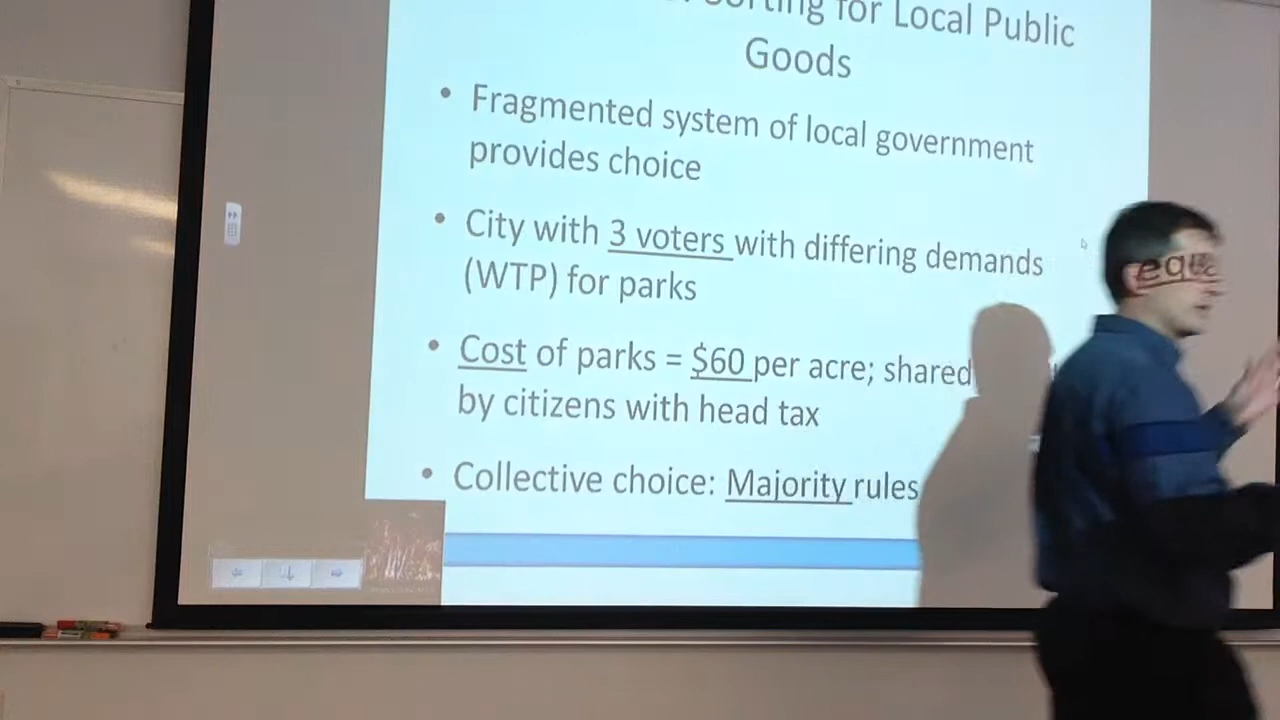 Sorting for Local Public
Goods
• Fragmented system of local government
provides choice
• City with 3 voters with differing demands
(WTP) for parks
• Cost of parks = $60 per acre; shared
by citizens with head tax
• Collective choice: Majority rules